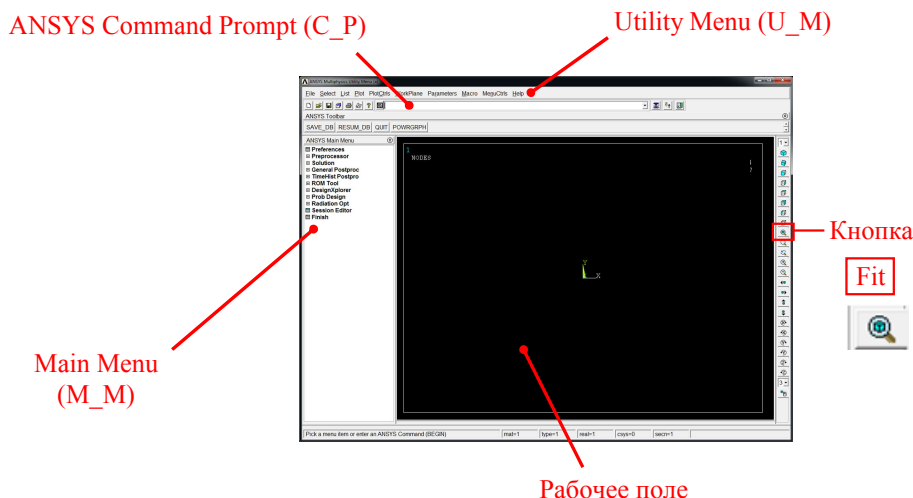 ANSYS Command Prompt (C_P)
Utility Menu (U_M)
ANSYS Multiphysics Utility Menu
File Select List Plot PlotCtrls WorkPlane Parameters Macro MenuCtrls Help
ANSYS Toolbar
SAVE_DB RESUM_DB QUIT POWRGRPH
ANSYS Main Menu
Preferences
Preprocessor
Solution
General Postproc
TimeHist Postpro
ROM Tool
DesignXplorer
Prob Design
Radiation Opt
Session Editor
Finish
1
NODES
Y
X
1
3
Кнопка
Fit
Main Menu
(M_M)
Pick a menu item or enter an ANSYS Command (BEGIN) mat=1 type=1 real=1 csys=0 secn=1
Рабочее поле